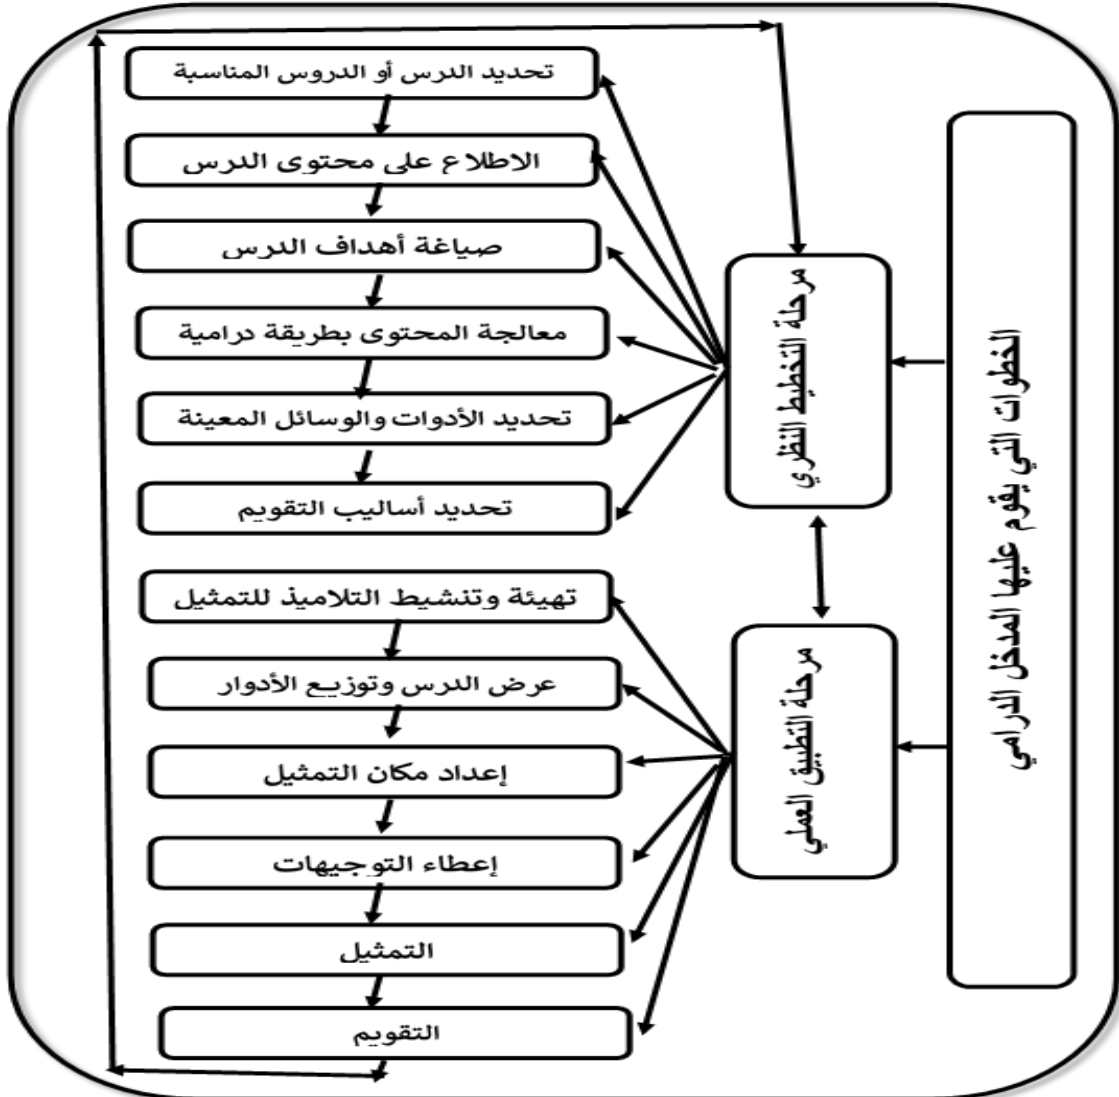 الخطوات التي يقوم عليها المدخل الدرامي
مرحلة التخطيط النظري
تحديد الدرس أو الدروس المناسبة
الاطلاع على محتوى الدرس
صياغة أهداف الدرس
معالجة المحتوى بطريقة درامية
تحديد الأدوات والوسائل المعينة
تحديد أساليب التقويم
مرحلة التطبيق العملي
تهيئة وتنشيط التلاميذ للتمثيل
عرض الدرس وتوزيع الأدوار
إعداد مكان التمثيل
إعطاء التوجيهات
التمثيل
التقويم